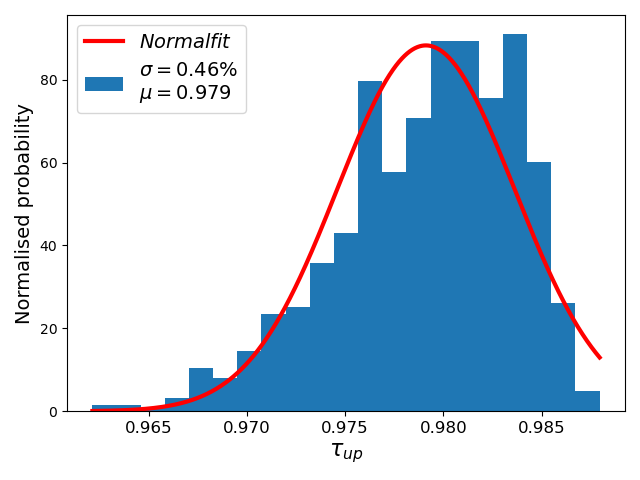 Normalfit
σ = 0.46%
μ = 0.979
Normalised probability
80
60
40
20
0
0.965 0.970 0.975 0.980 0.985
τup